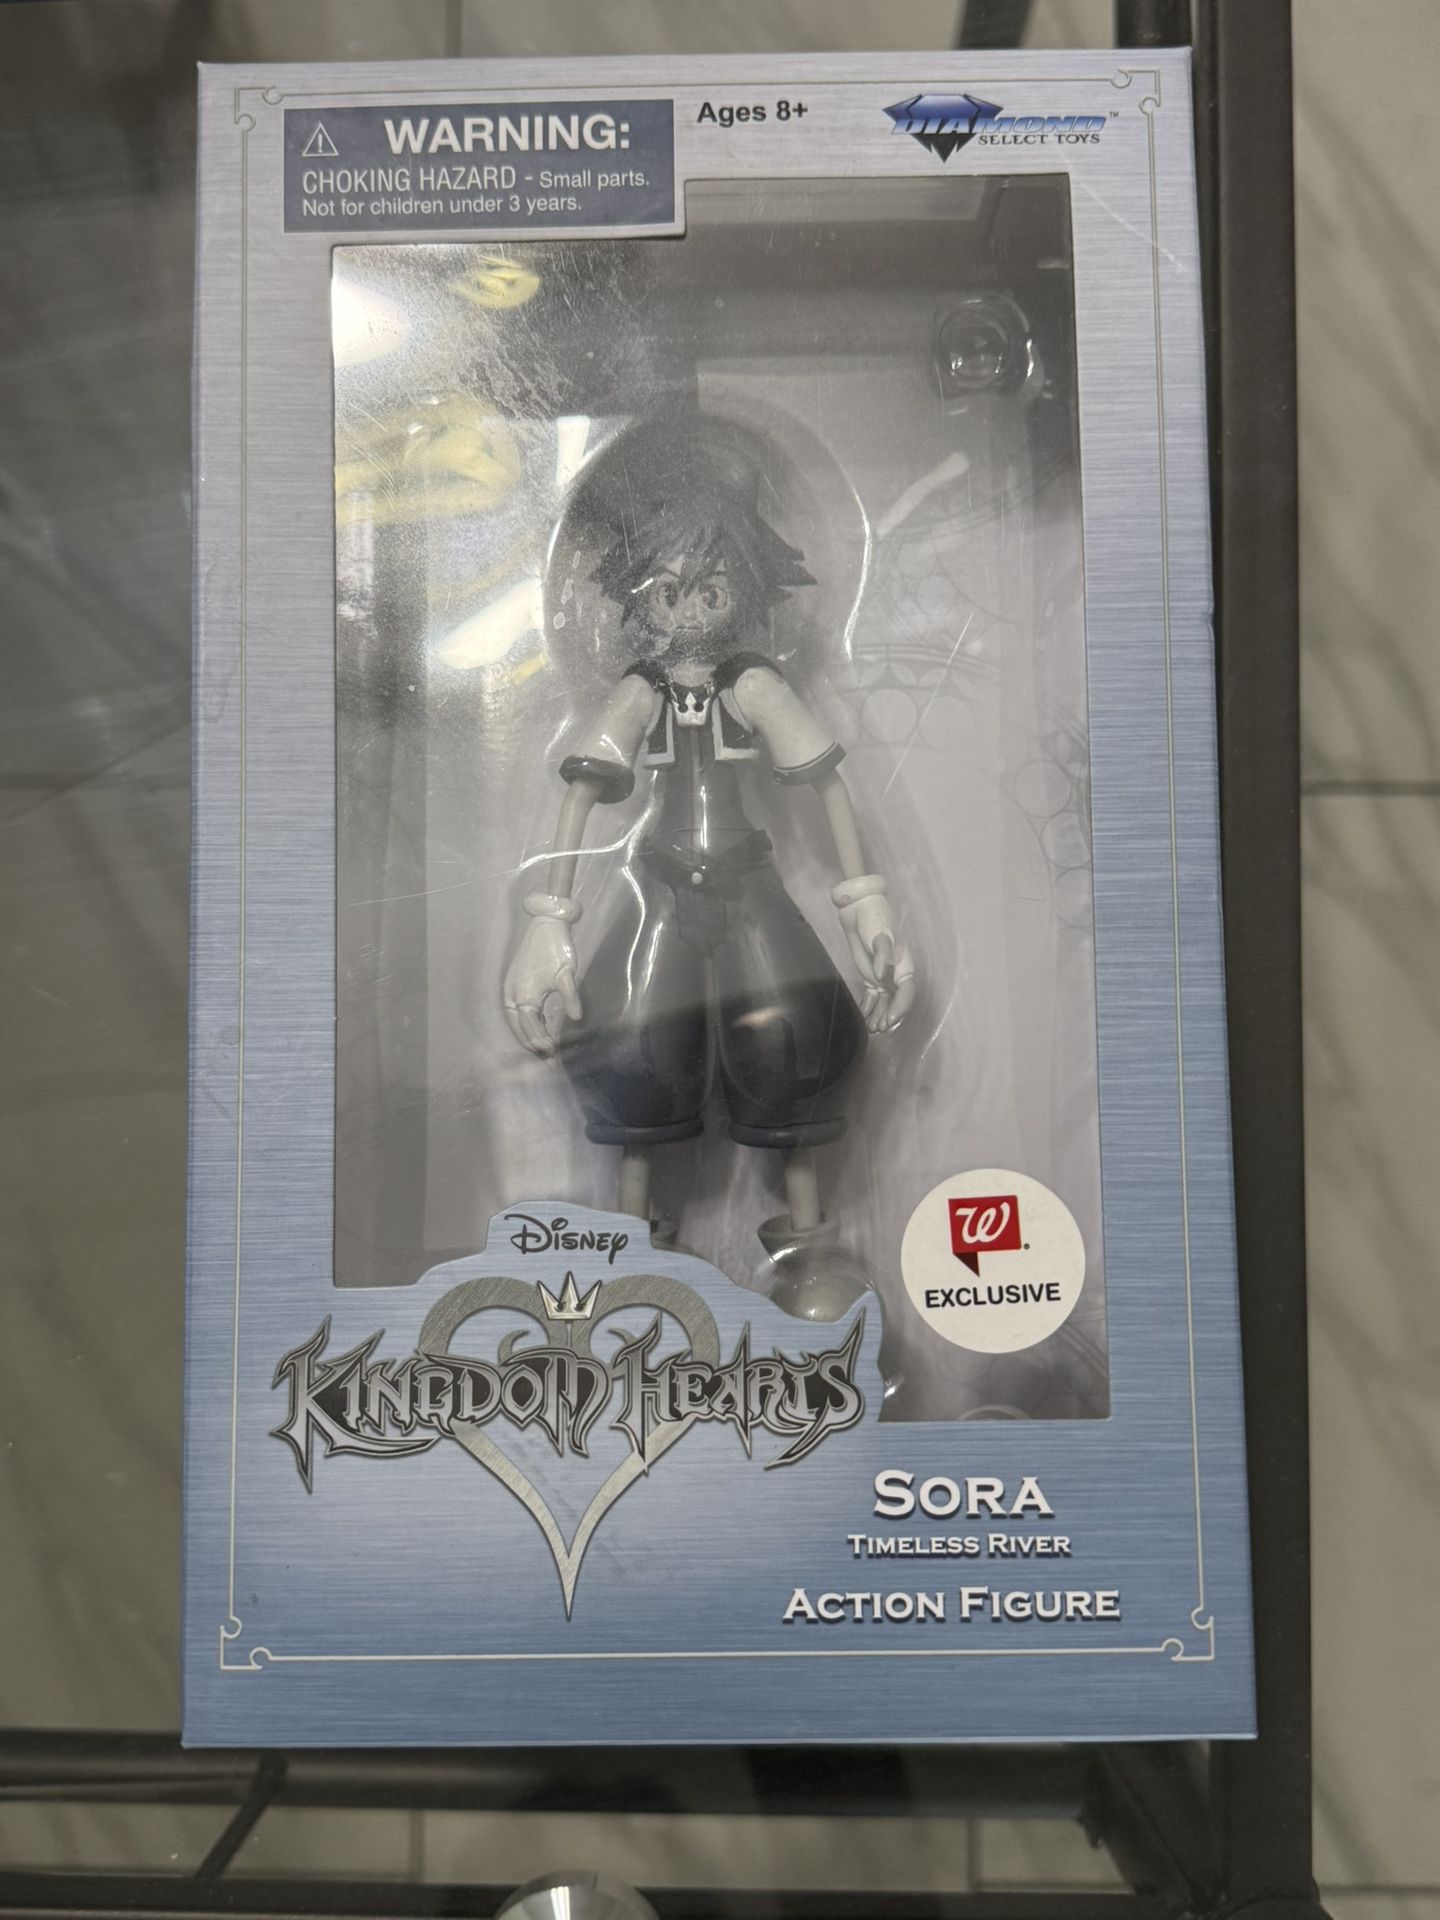 WARNING:
CHOKING HAZARD - Small parts.
Not for children under 3 years.
Ages 8+
DIAMOND™
SELECT TOYS
W.
EXCLUSIVE
Disney
KINGDOM HEARTS
SORA
TIMELESS RIVER
ACTION FIGURE